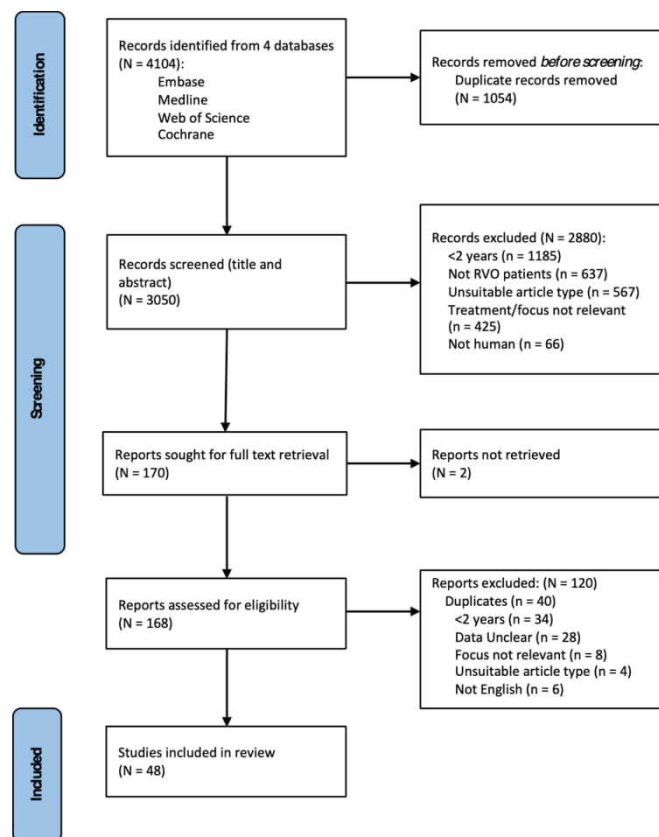 Identification
Records identified from 4 databases
(N = 4104):
Embase
Medline
Web of Science
Cochrane
Records removed before screening:
Duplicate records removed
(N = 1054)
Screening
Records screened (title and
abstract)
(N = 3050)
Records excluded (N = 2880):
<2 years (n = 1185)
Not RVO patients (n = 637)
Unsuitable article type (n = 567)
Treatment/focus not relevant
(n = 425)
Not human (n = 66)
Reports sought for full text retrieval
(N = 170)
Reports not retrieved
(N = 2)
Reports assessed for eligibility
(N = 168)
Reports excluded: (N = 120)
Duplicates (n = 40)
<2 years (n = 34)
Data Unclear (n = 28)
Focus not relevant (n = 8)
Unsuitable article type (n = 4)
Not English (n = 6)
Included
Studies included in review
(N = 48)